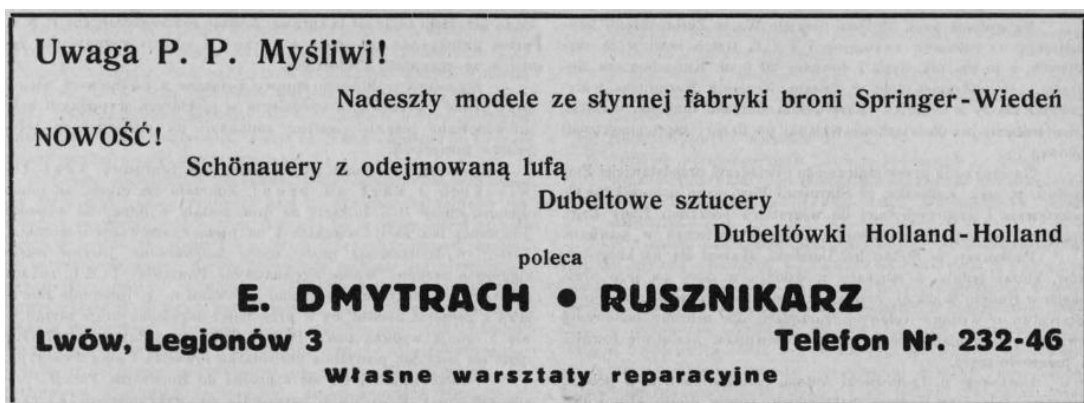 Uwaga P. P. Myśliwi!
Nadeszły modele ze słynnej fabryki broni Springer-Wiedeń
NOWOŚĆ!
Schönauery z odejmowaną lufą
Dubeltowe sztucery
Dubeltówki Holland-Holland
poleca
E. DMYTRACH • RUSZNIKARZ
Lwów, Legjonów 3 Telefon Nr. 232-46
Własne warsztaty reparacyjne